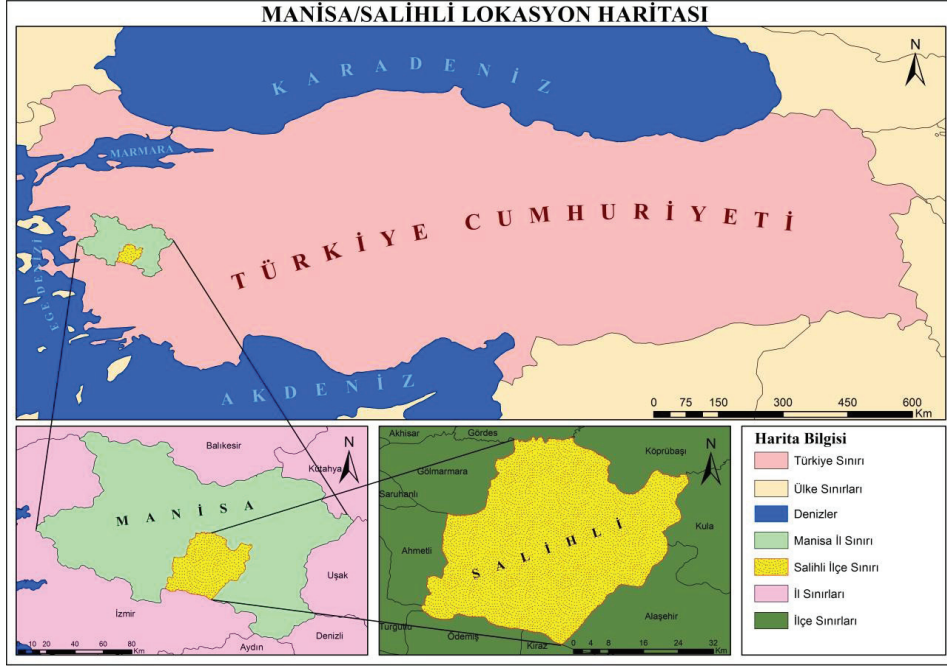 MANİSA/SALİHLİ LOKASYON HARİTASI
N
KARADENİZ
MARMARA
EGE DENİZİ
TÜRKİYE CUMHURİYETİ
AKDENİZ
0 75 150 300 450 600
Km
N
Balıkesir
Kütahya
MANİSA
Uşak
İzmir
Denizli
Aydın
0 10 20 40 60 80
Km
N
Akhisar
Gördes
Köprübaşı
Gölmarmara
Saruhanlı
Kula
Ahmetli
SALİHLİ
Alaşehir
Turgutlu
Ödemiş
Kiraz
0 4 8 16 24 32
Km
Harita Bilgisi
Türkiye Sınırı
Ülke Sınırları
Denizler
Manisa İl Sınırı
Salihli İlçe Sınırı
İl Sınırları
İlçe Sınırları